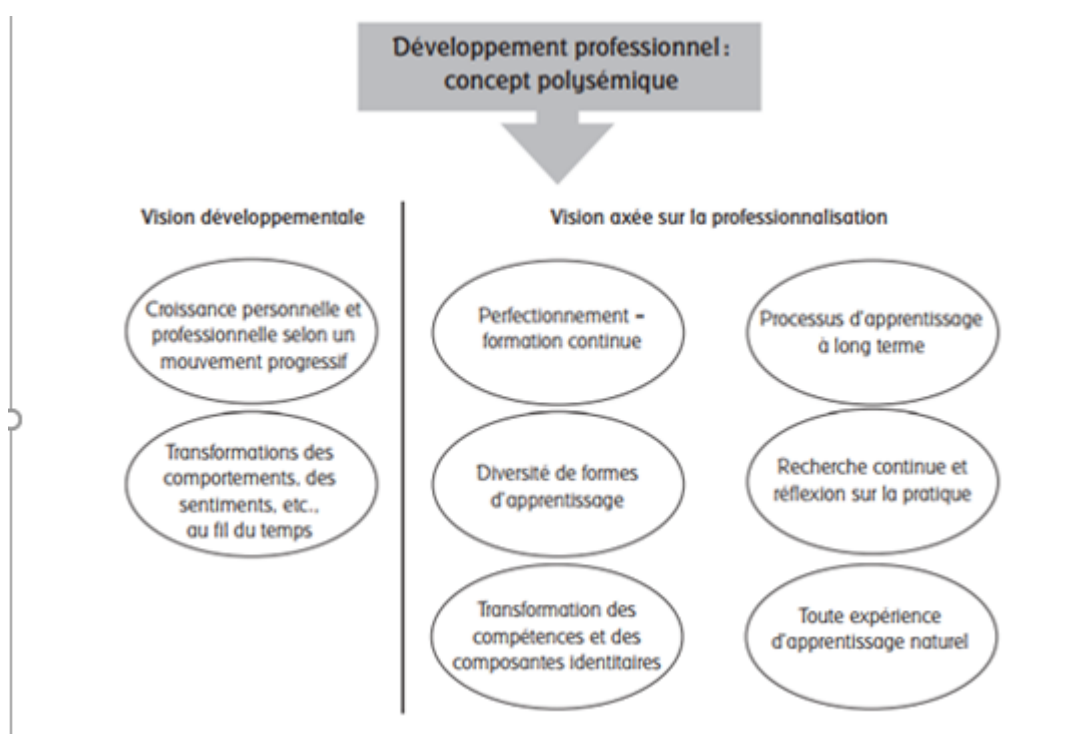 Développement professionnel :
concept polysémique
Vision développementale
Croissance personnelle et
professionnelle selon un
mouvement progressif
Transformations des
comportements, des
sentiments, etc.,
au fil du temps
Vision axée sur la professionnalisation
Perfectionnement –
formation continue
Processus d'apprentissage
à long terme
Diversité de formes
d'apprentissage
Recherche continue et
réflexion sur la pratique
Transformation des
compétences et des
composantes identitaires
Toute expérience
d'apprentissage naturel